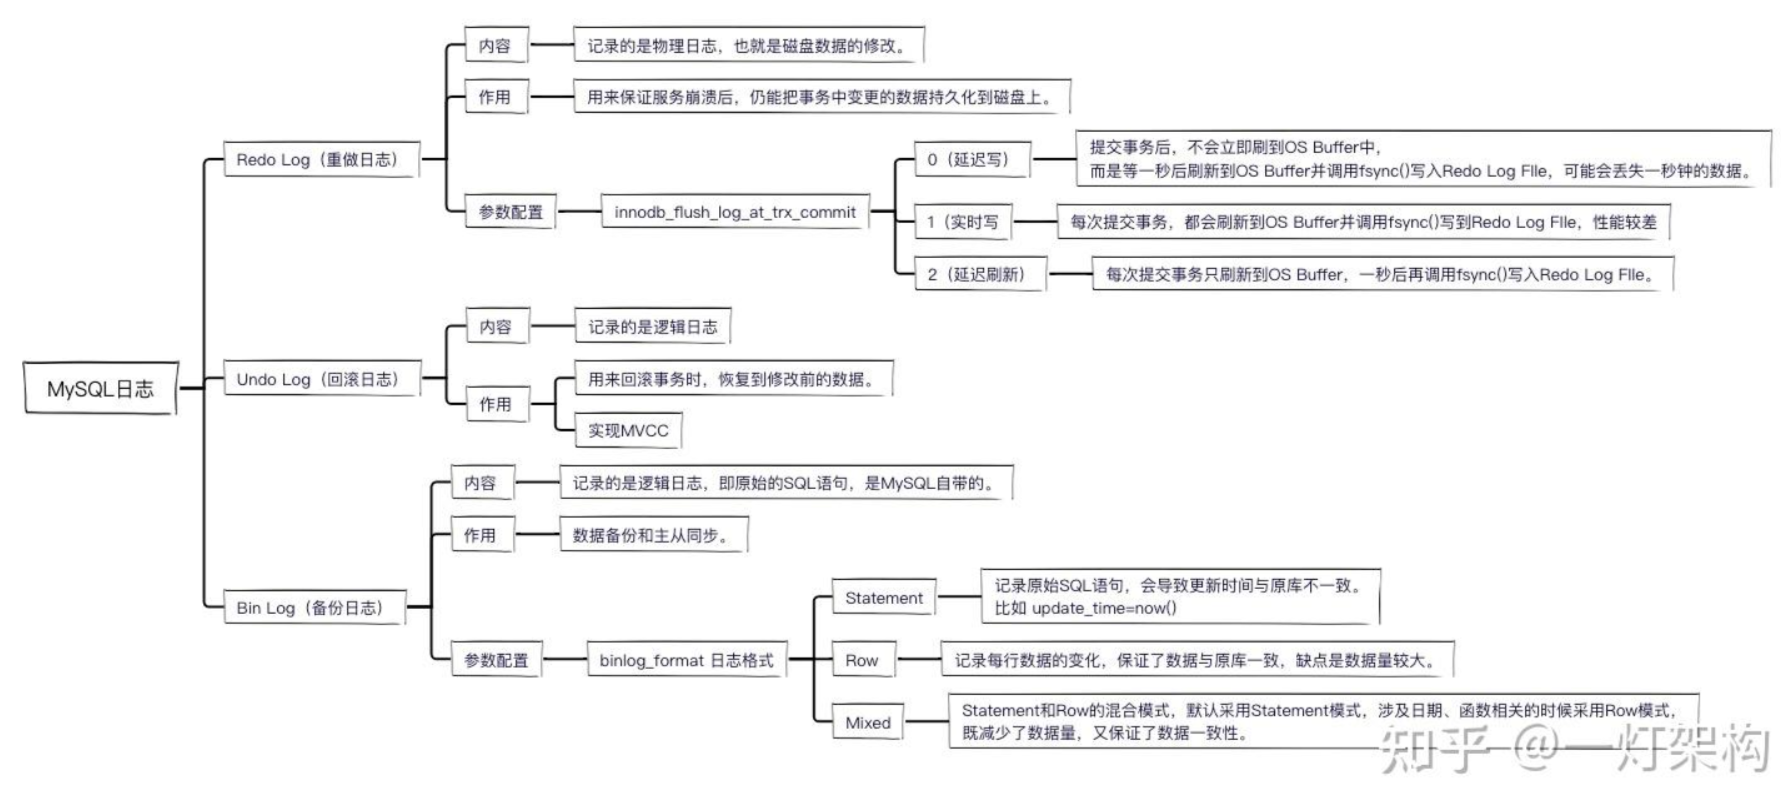 MySQL日志
Redo Log（重做日志）
内容
记录的是物理日志，也就是磁盘数据的修改。
作用
用来保证服务崩溃后，仍能把事务中变更的数据持久化到磁盘上。
参数配置
innodb_flush_log_at_trx_commit
0（延迟写）
提交事务后，不会立即刷到OS Buffer中，
而是等一秒后刷新到OS Buffer并调用fsync()写入Redo Log FIle，可能会丢失一秒钟的数据。
1（实时写
每次提交事务，都会刷新到OS Buffer并调用fsync()写到Redo Log FIle，性能较差
2（延迟刷新）
每次提交事务只刷新到OS Buffer，一秒后再调用fsync()写入Redo Log FIle。
Undo Log（回滚日志）
内容
记录的是逻辑日志
作用
用来回滚事务时，恢复到修改前的数据。
实现MVCC
Bin Log（备份日志）
内容
记录的是逻辑日志，即原始的SQL语句，是MySQL自带的。
作用
数据备份和主从同步。
参数配置
binlog_format 日志格式
Statement
记录原始SQL语句，会导致更新时间与原库不一致。
比如 update_time=now()
Row
记录每行数据的变化，保证了数据与原库一致，缺点是数据量较大。
Mixed
Statement和Row的混合模式，默认采用Statement模式，涉及日期、函数相关的时候采用Row模式，
既减少了数据量，又保证了数据一致性。
知乎 @一灯架构